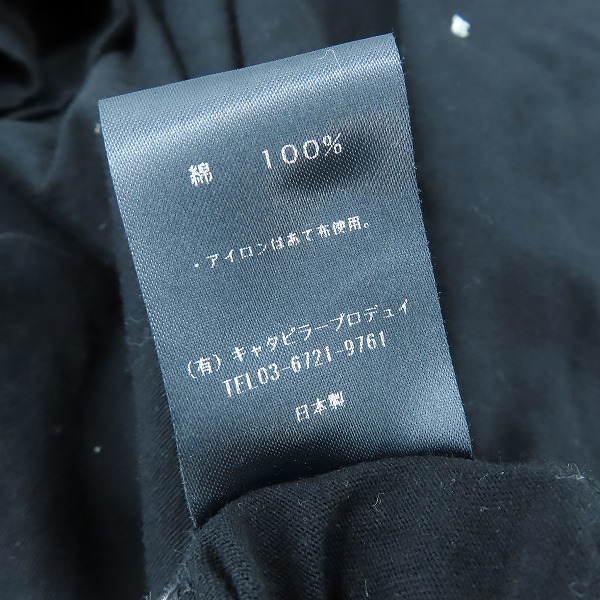 綿 100%
・アイロンはあて布使用。
(有)キャタピラープロデュイ
TEL03-6721-9761
日本製